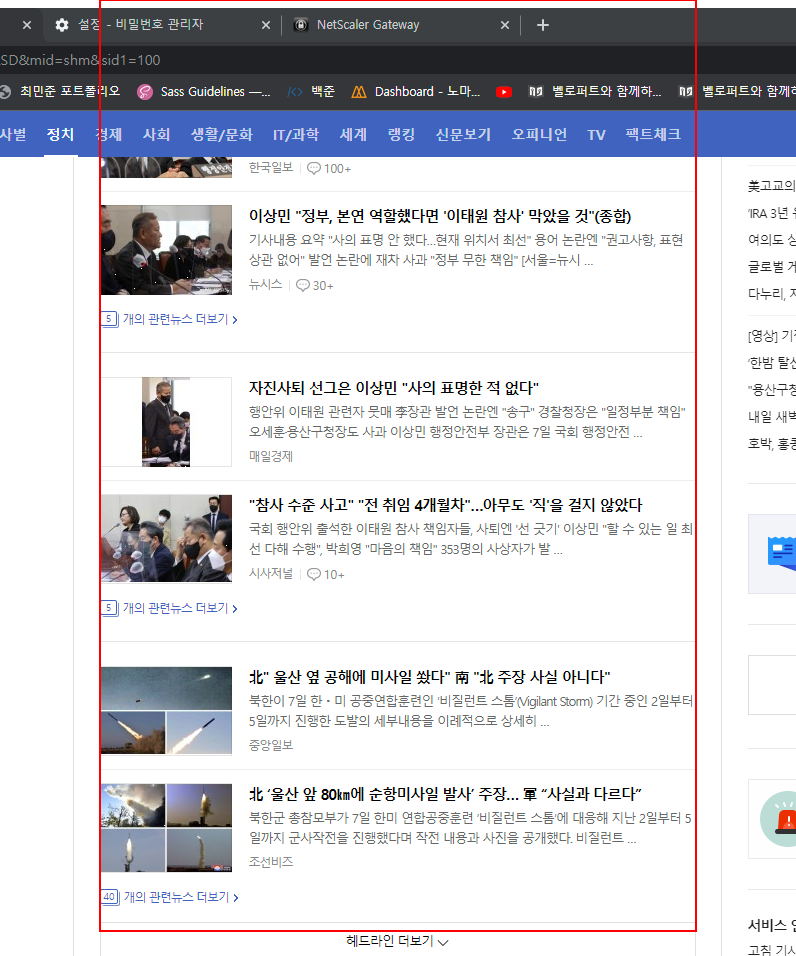 설정 - 비밀번호 관리자
NetScaler Gateway
SD&mid=shm&sid1=100
최민준 포트폴리오
Sass Guidelines —...
백준
Dashboard - 노마...
벨로퍼트와 함께하...
벨로퍼트와 함께하
사별 정치 경제 사회 생활/문화 IT/과학 세계 랭킹 신문보기 오피니언 TV 팩트체크
한국일보 100+
이상민 "정부, 본연 역할했다면 '이태원 참사' 막았을 것"(종합)
기사내용 요약 "사의 표명 안 했다…현재 위치서 최선" 용어 논란엔 "권고사항, 표현
상관 없어" 발언 논란에 재차 사과 "정부 무한 책임" [서울=뉴시 ...
뉴시스 30+
5 개의 관련뉴스 더보기
자진사퇴 선그은 이상민 "사의 표명한 적 없다"
행안위 이태원 관련자 뭇매 李장관 발언 논란엔 "송구" 경찰청장은 "일정부분 책임"
오세훈·용산구청장도 사과 이상민 행정안전부 장관은 7일 국회 행정안전 ...
매일경제
"참사 수준 사고" "전 취임 4개월차"…아무도 '직'을 걸지 않았다
국회 행안위 출석한 이태원 참사 책임자들, 사퇴엔 '선 긋기' 이상민 "할 수 있는 일 최
선 다해 수행", 박희영 "마음의 책임" 353명의 사상자가 발 ...
시사저널 10+
5 개의 관련뉴스 더보기
北" 울산 옆 공해에 미사일 쐈다" 南 "北 주장 사실 아니다"
북한이 7일 한・미 공중연합훈련인 '비질런트 스톰'(Vigilant Storm) 기간 중인 2일부터
5일까지 진행한 도발의 세부내용을 이례적으로 상세히 ...
중앙일보
北 ‘울산 앞 80㎞에 순항미사일 발사’ 주장… 軍 “사실과 다르다”
북한군 총참모부가 7일 한미 연합공중훈련 ‘비질런트 스톰’에 대응해 지난 2일부터 5
일까지 군사작전을 진행했다며 작전 내용과 사진을 공개했다. 비질런트 ...
조선비즈
40 개의 관련뉴스 더보기
헤드라인 더보기
美고교의
'IRA 3년 
여의도 
글로벌 
다누리, 
[영상] 
'한밤 탈
"용산구청
내일 새벽
호박, 
서비스 
고침 기사